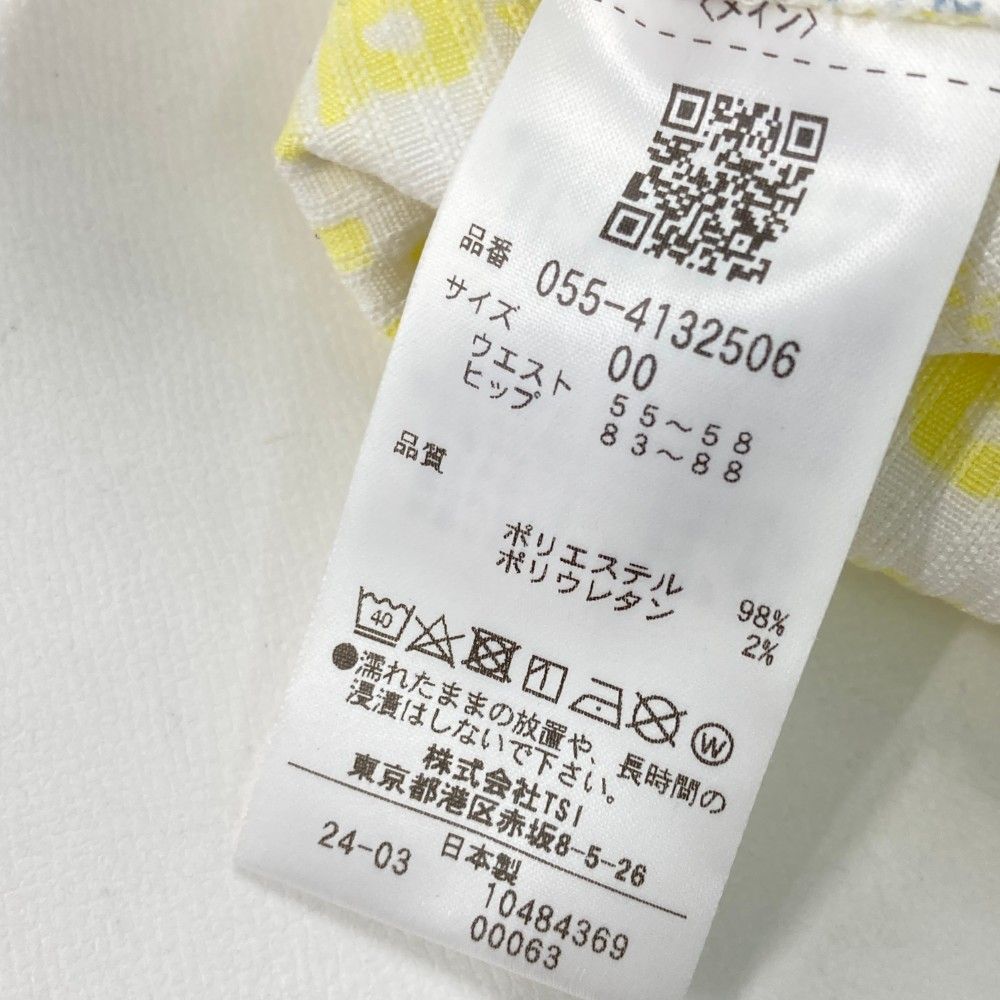 〈メイン〉
品番 055-4132506
サイズ 00
ウエスト 55～58
ヒップ 83～88
品質
ポリエステル 98%
ポリウレタン 2%
40
W
●濡れたままの放置や、長時間の
浸漬はしないで下さい。
株式会社TSI
東京都港区赤坂8-5-26
24-03 日本製
10484369
00063